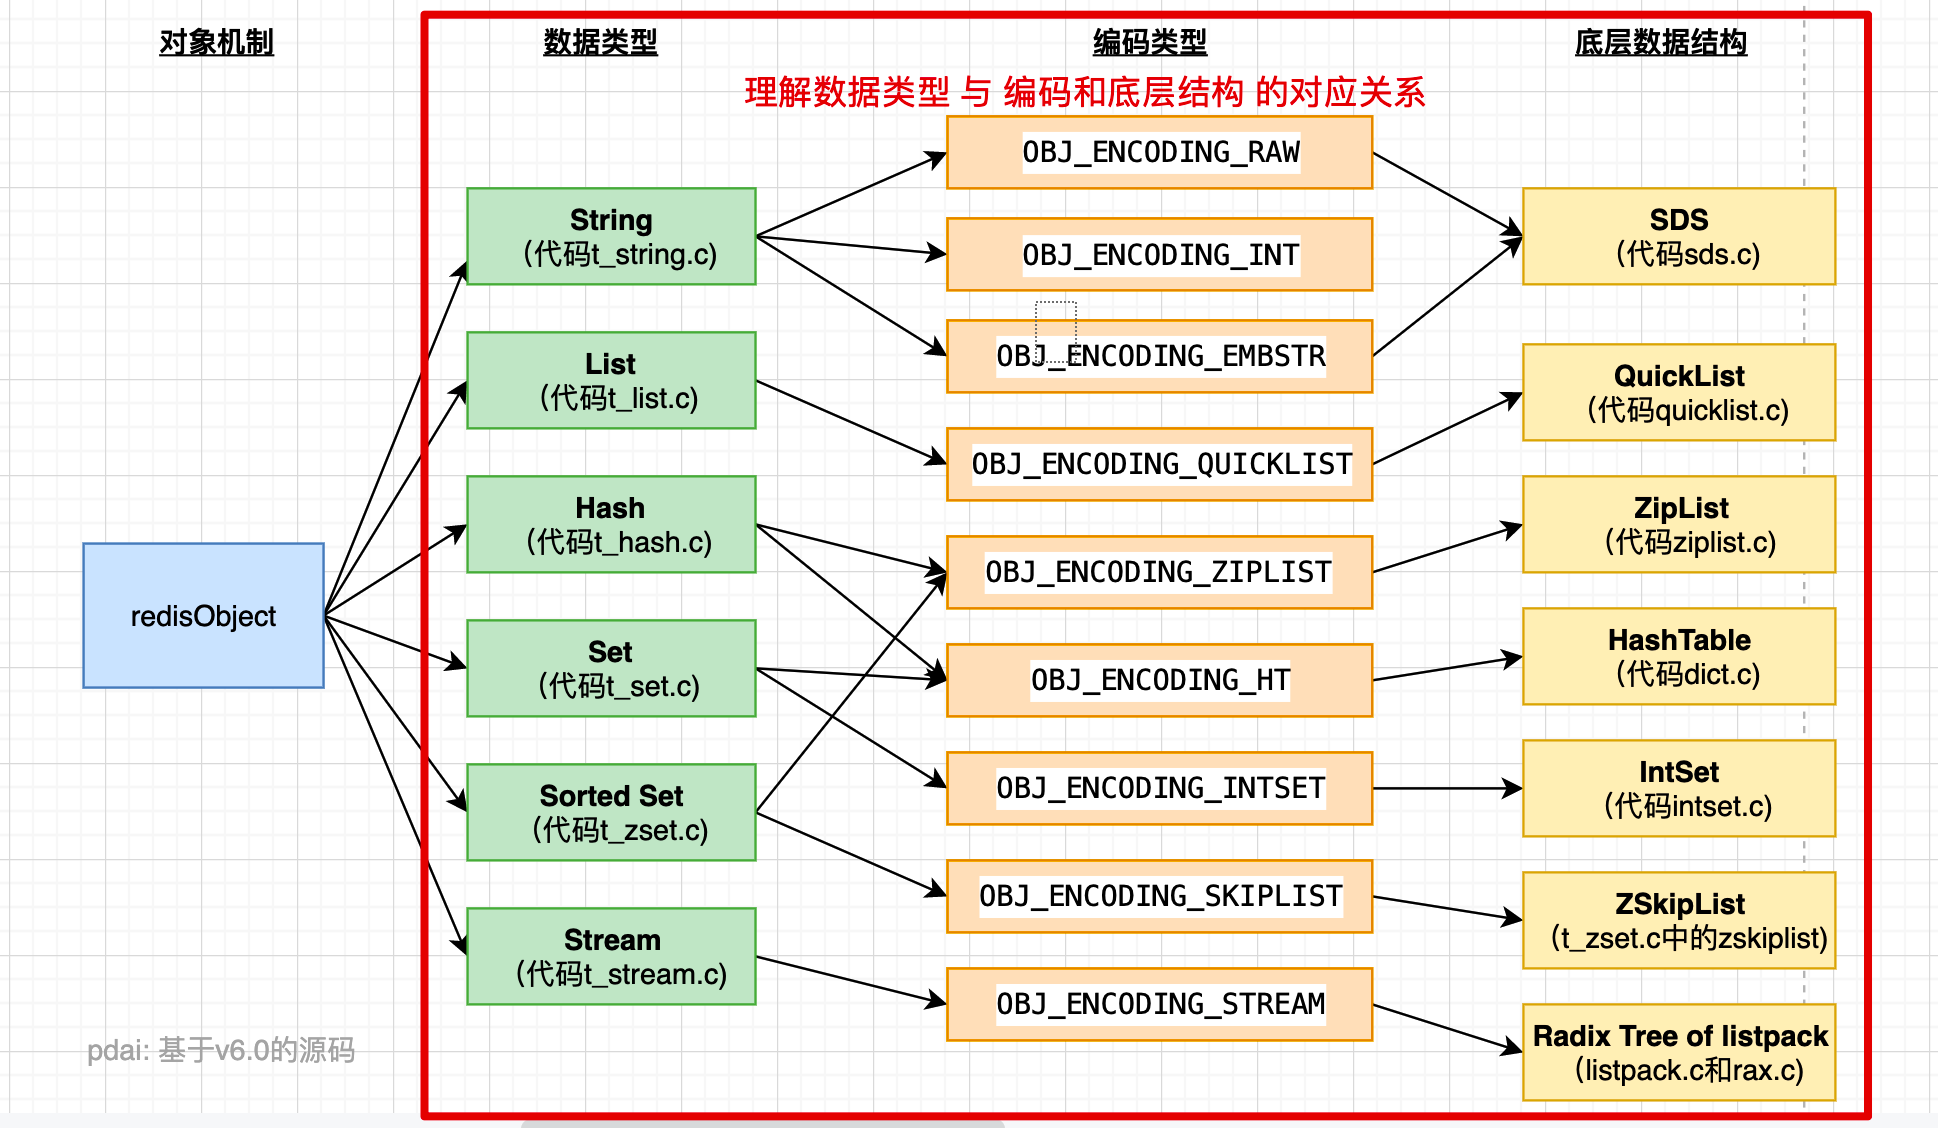 对象机制
数据类型
编码类型
底层数据结构
理解数据类型 与 编码和底层结构 的对应关系
redisObject
String
(代码t_string.c)
List
(代码t_list.c)
Hash
(代码t_hash.c)
Set
(代码t_set.c)
Sorted Set
(代码t_zset.c)
Stream
(代码t_stream.c)
OBJ_ENCODING_RAW
OBJ_ENCODING_INT
OBJ_ENCODING_EMBSTR
OBJ_ENCODING_QUICKLIST
OBJ_ENCODING_ZIPLIST
OBJ_ENCODING_HT
OBJ_ENCODING_INTSET
OBJ_ENCODING_SKIPLIST
OBJ_ENCODING_STREAM
SDS
(代码sds.c)
QuickList
(代码quicklist.c)
ZipList
(代码ziplist.c)
HashTable
(代码dict.c)
IntSet
(代码intset.c)
ZSkipList
(t_zset.c中的zskiplist)
Radix Tree of listpack
(listpack.c和rax.c)
pdai: 基于v6.0的源码